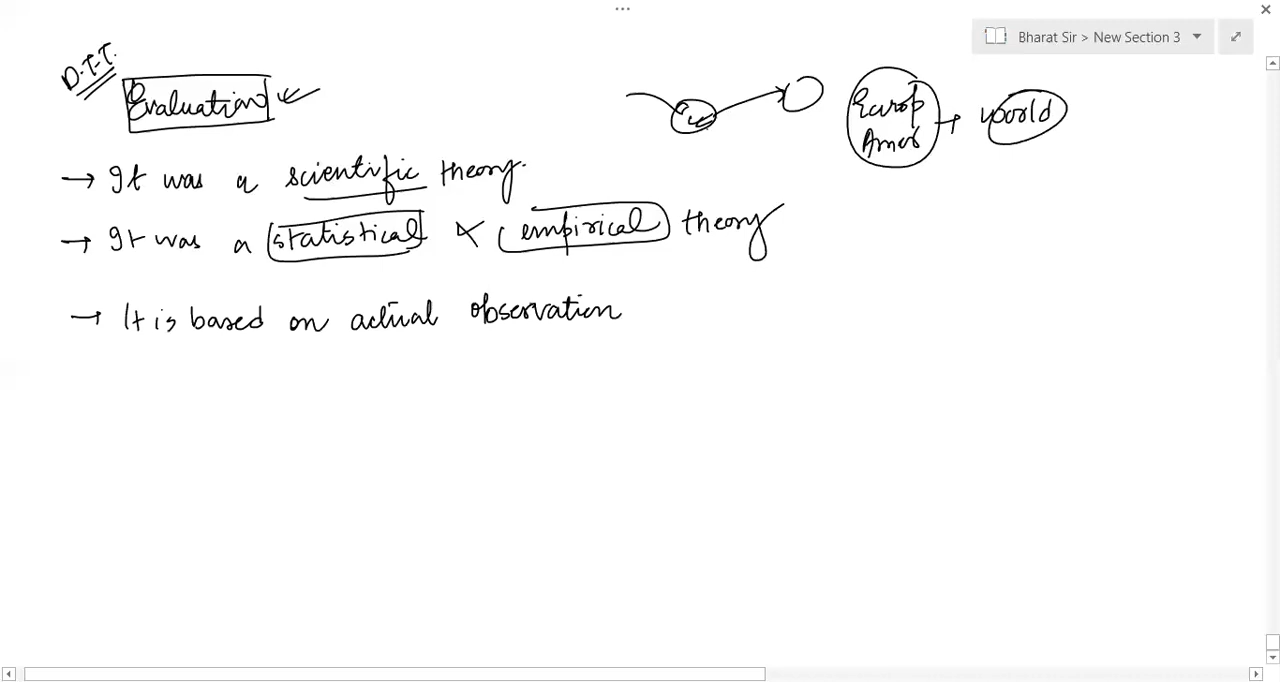 Bharat Sir > New Section 3
D.T.T.
Evaluation
Europ
Amer → world
→ It was a scientific theory.
→ It was a statistical & empirical theory
→ It is based on actual observation